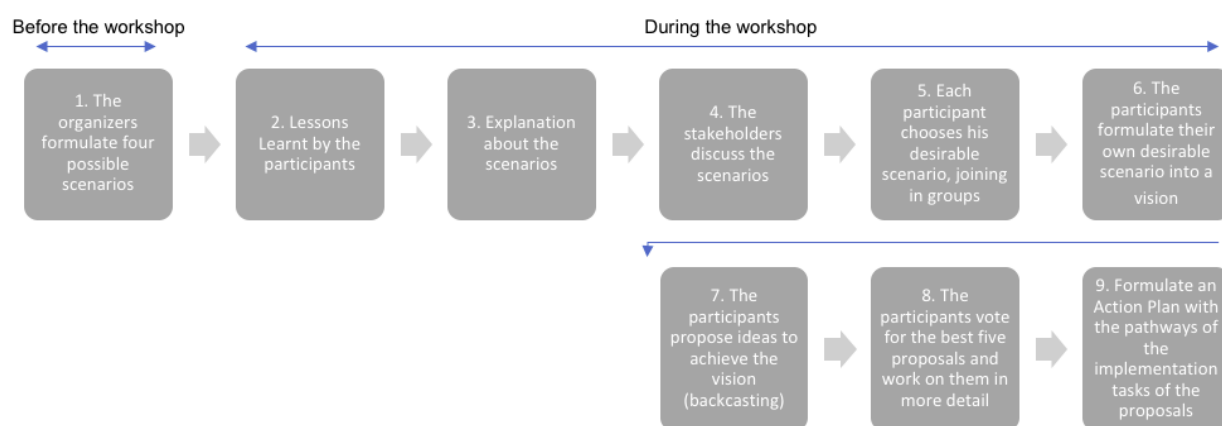 Before the workshop
During the workshop
1. The
organizers
formulate four
possible
scenarios
2. Lessons
Learnt by the
participants
3. Explanation
about the
scenarios
4. The
stakeholders
discuss the
scenarios
5. Each
participant
chooses his
desirable
scenario, joining
in groups
6. The
participants
formulate their
own desirable
scenario into a
vision
7. The
participants
propose ideas to
achieve the
vision
(backcasting)
8. The
participants vote
for the best five
proposals and
work on them in
more detail
9. Formulate an
Action Plan with
the pathways of
the
implementation
tasks of the
proposals